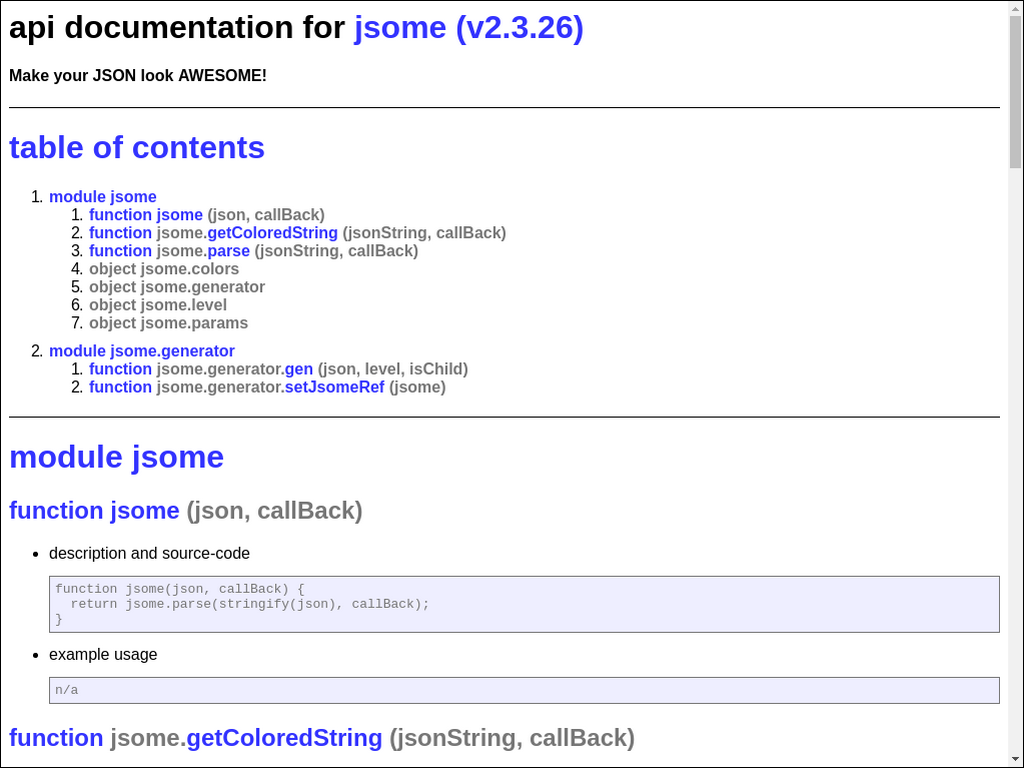 api documentation for jsome (v2.3.26)
Make your JSON look AWESOME!
table of contents
1. module jsome
1. function jsome (json, callBack)
2. function jsome.getColoredString (jsonString, callBack)
3. function jsome.parse (jsonString, callBack)
4. object jsome.colors
5. object jsome.generator
6. object jsome.level
7. object jsome.params
2. module jsome.generator
1. function jsome.generator.gen (json, level, isChild)
2. function jsome.generator.setJsomeRef (jsome)
module jsome
function jsome (json, callBack)
• description and source-code
function jsome(json, callBack) {
  return jsome.parse(stringify(json), callBack);
}
• example usage
n/a
function jsome.getColoredString (jsonString, callBack)